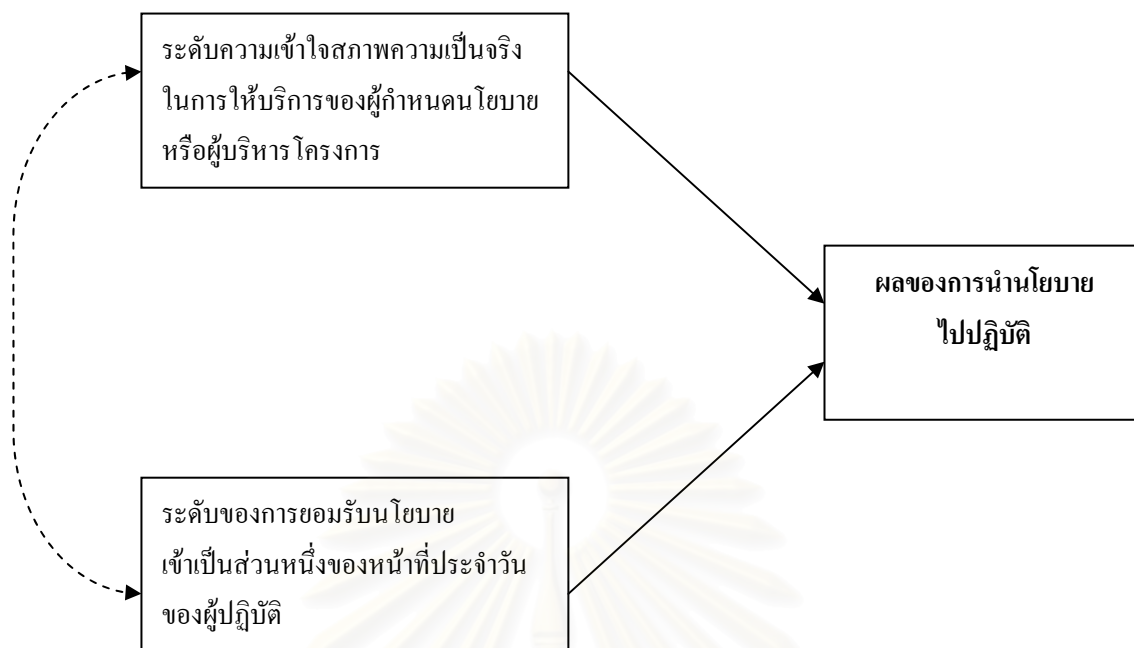 ระดับความเข้าใจสภาพความเป็นจริง
ในการให้บริการของผู้กำหนดนโยบาย
หรือผู้บริหารโครงการ
ผลของการนำนโยบาย
ไปปฏิบัติ
ระดับของการยอมรับนโยบาย
เข้าเป็นส่วนหนึ่งของหน้าที่ประจำวัน
ของผู้ปฏิบัติ